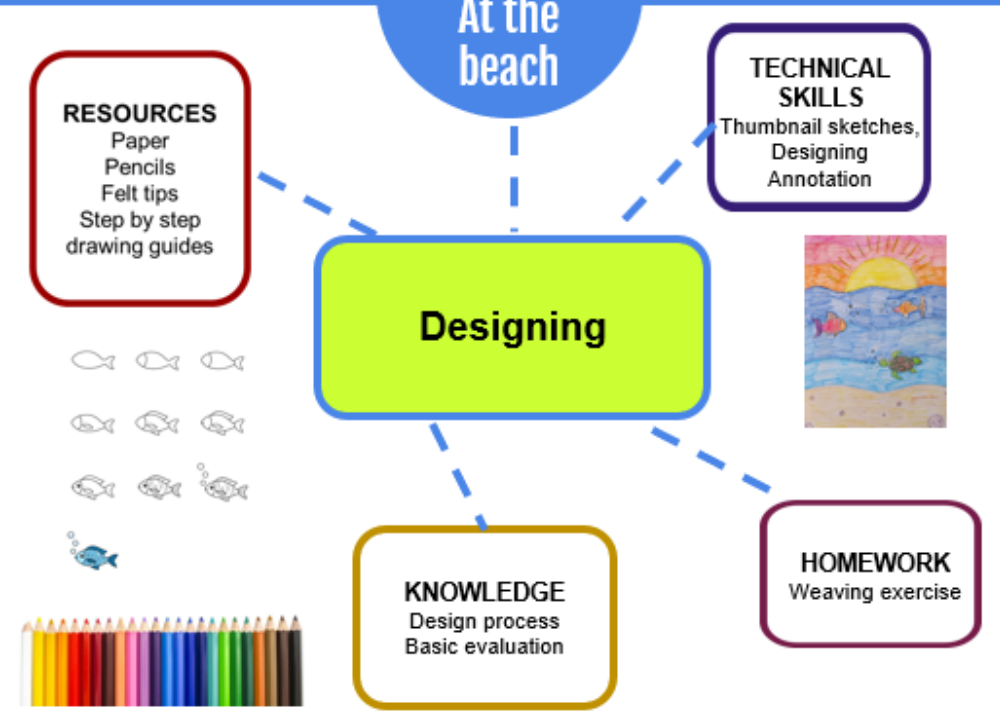 At the
beach
RESOURCES
Paper
Pencils
Felt tips
Step by step
drawing guides
TECHNICAL
SKILLS
Thumbnail sketches,
Designing
Annotation
Designing
KNOWLEDGE
Design process
Basic evaluation
HOMEWORK
Weaving exercise